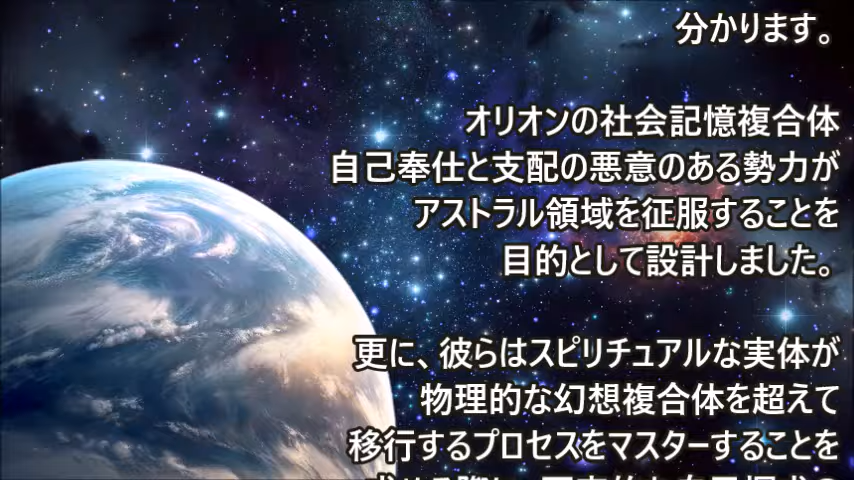 分かります。
オリオンの社会記憶複合体
自己奉仕と支配の悪意のある勢力が
アストラル領域を征服することを
目的として設計しました。
更に、彼らはスピリチュアルな実体が
物理的な幻想複合体を超えて
移行するプロセスをマスターすることを